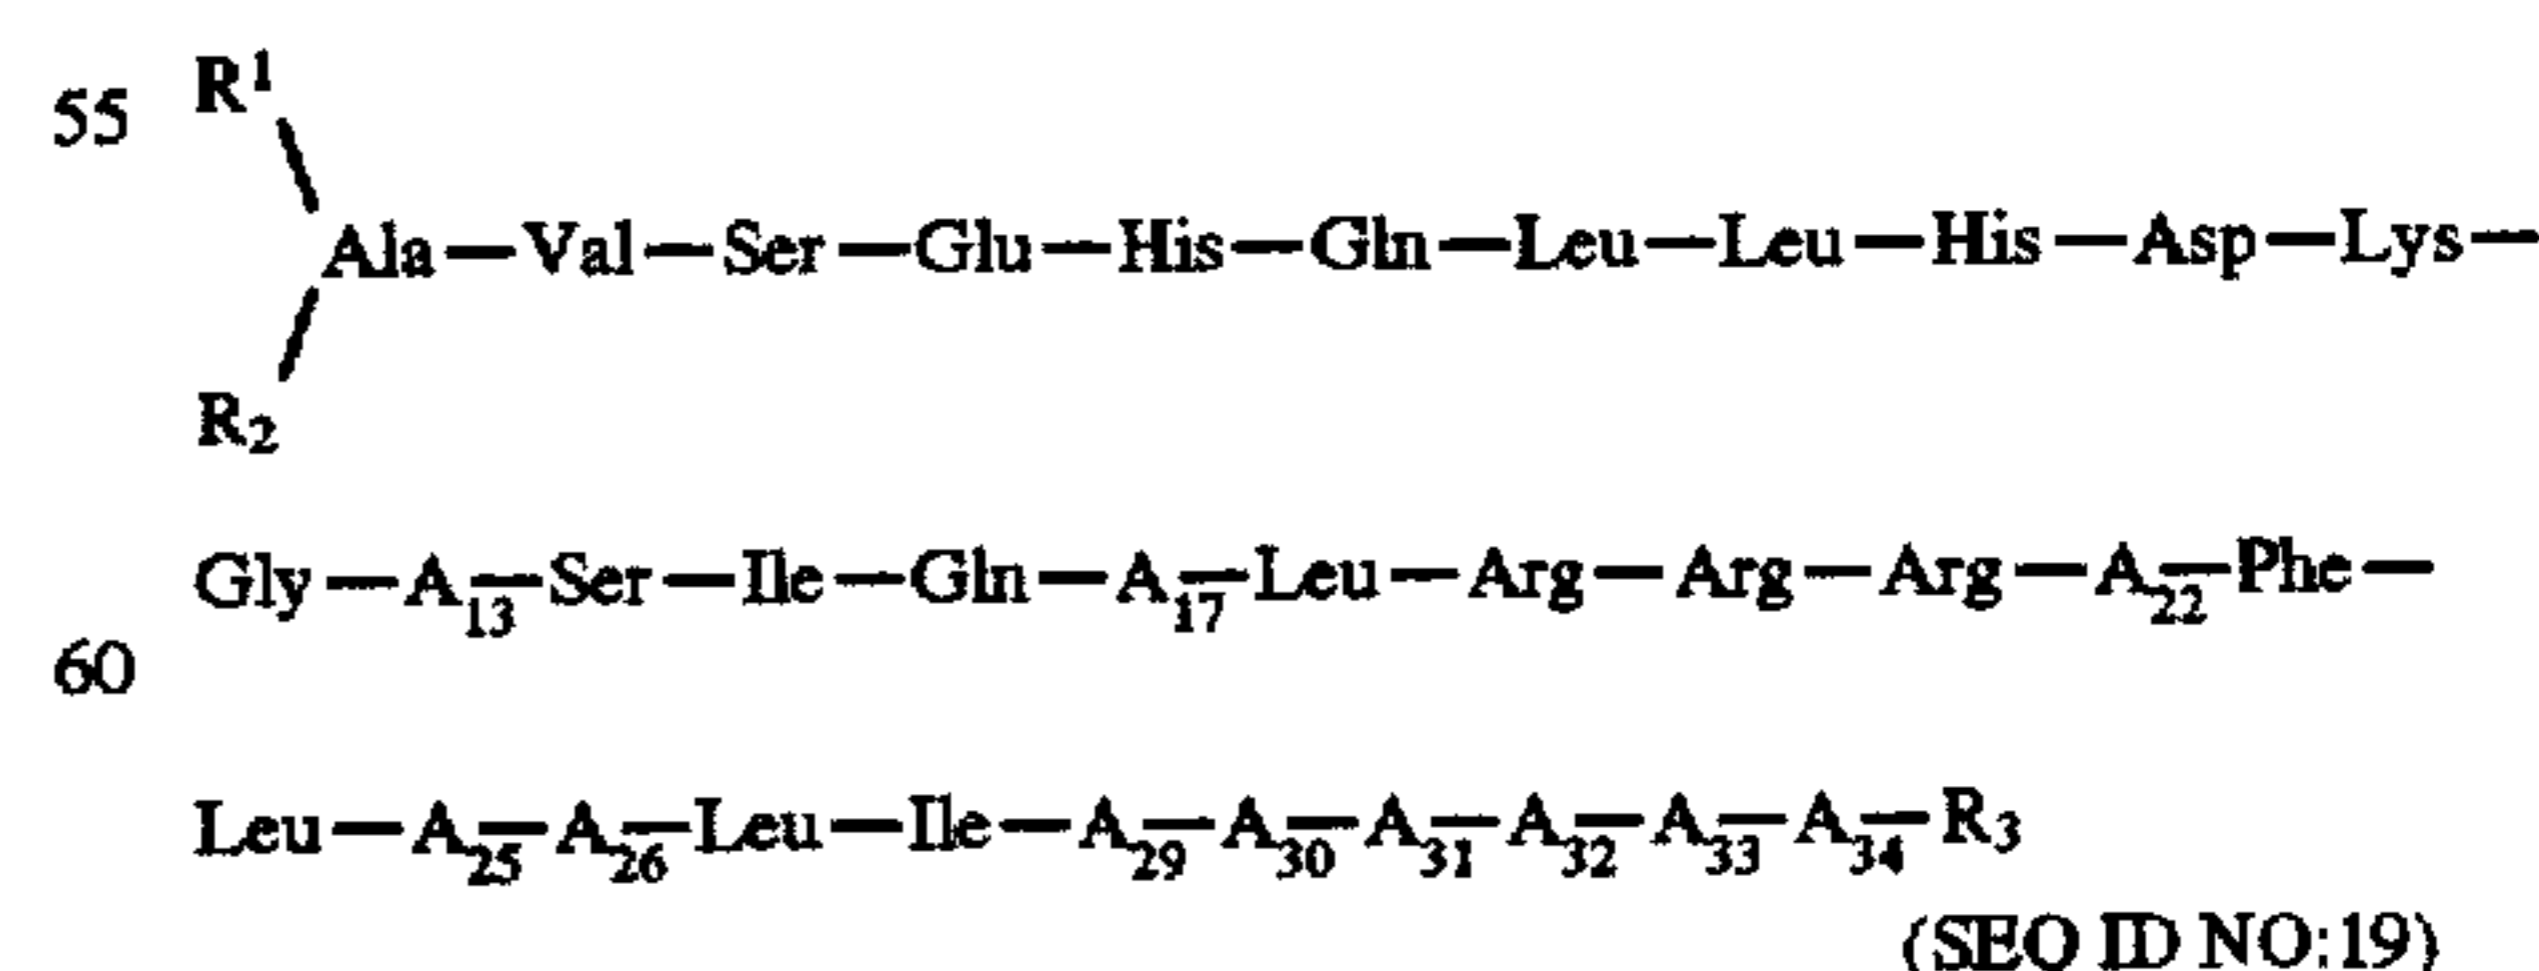 R¹
55
Ala—Val—Ser—Glu—His—Gln—Leu—Leu—His—Asp—Lys—
R₂
Gly—A₁₃—Ser—Ile—Gln—A₁₇—Leu—Arg—Arg—Arg—A₂₂—Phe—
60
Leu—A₂₅—A₂₆—Leu—Ile—A₂₉—A₃₀—A₃₁—A₃₂—A₃₃—A₃₄—R₃
(SEQ ID NO:19)